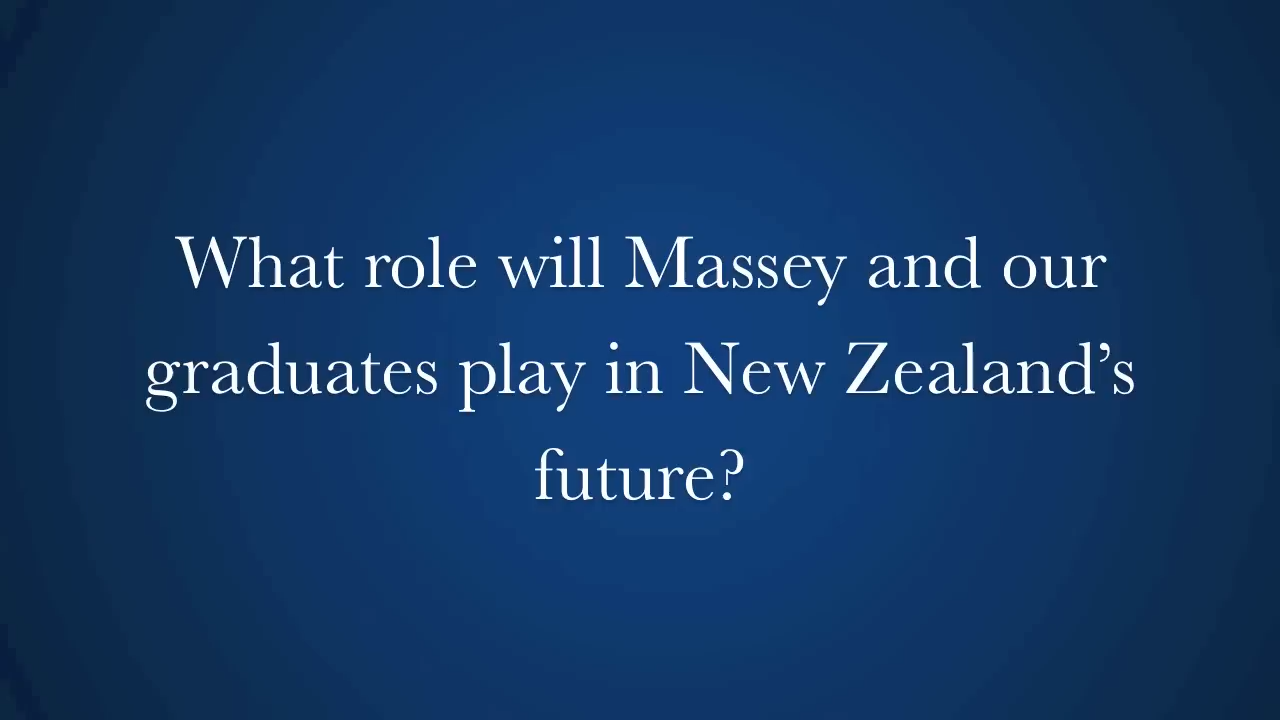 What role will Massey and our
graduates play in New Zealand’s
future?